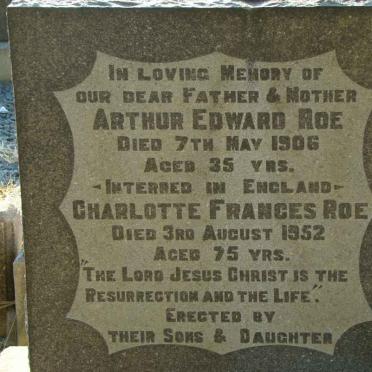 In Loving Memory of
our dear Father & Mother
Arthur Edward Roe
Died 7th May 1906
Aged 35 yrs.
-Interred in England-
Charlotte Frances Roe
Died 3rd August 1952
Aged 75 yrs.
"The Lord Jesus Christ is the
Resurrection and the Life".
Erected by
their Sons & Daughter